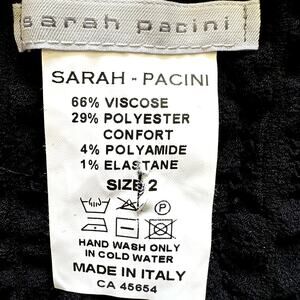 sarah pacini
SARAH - PACINI
66% VISCOSE
29% POLYESTER
CONFORT
4% POLYAMIDE
1% ELASTANE
SIZE 2
HAND WASH ONLY
IN COLD WATER
MADE IN ITALY
CA 45654